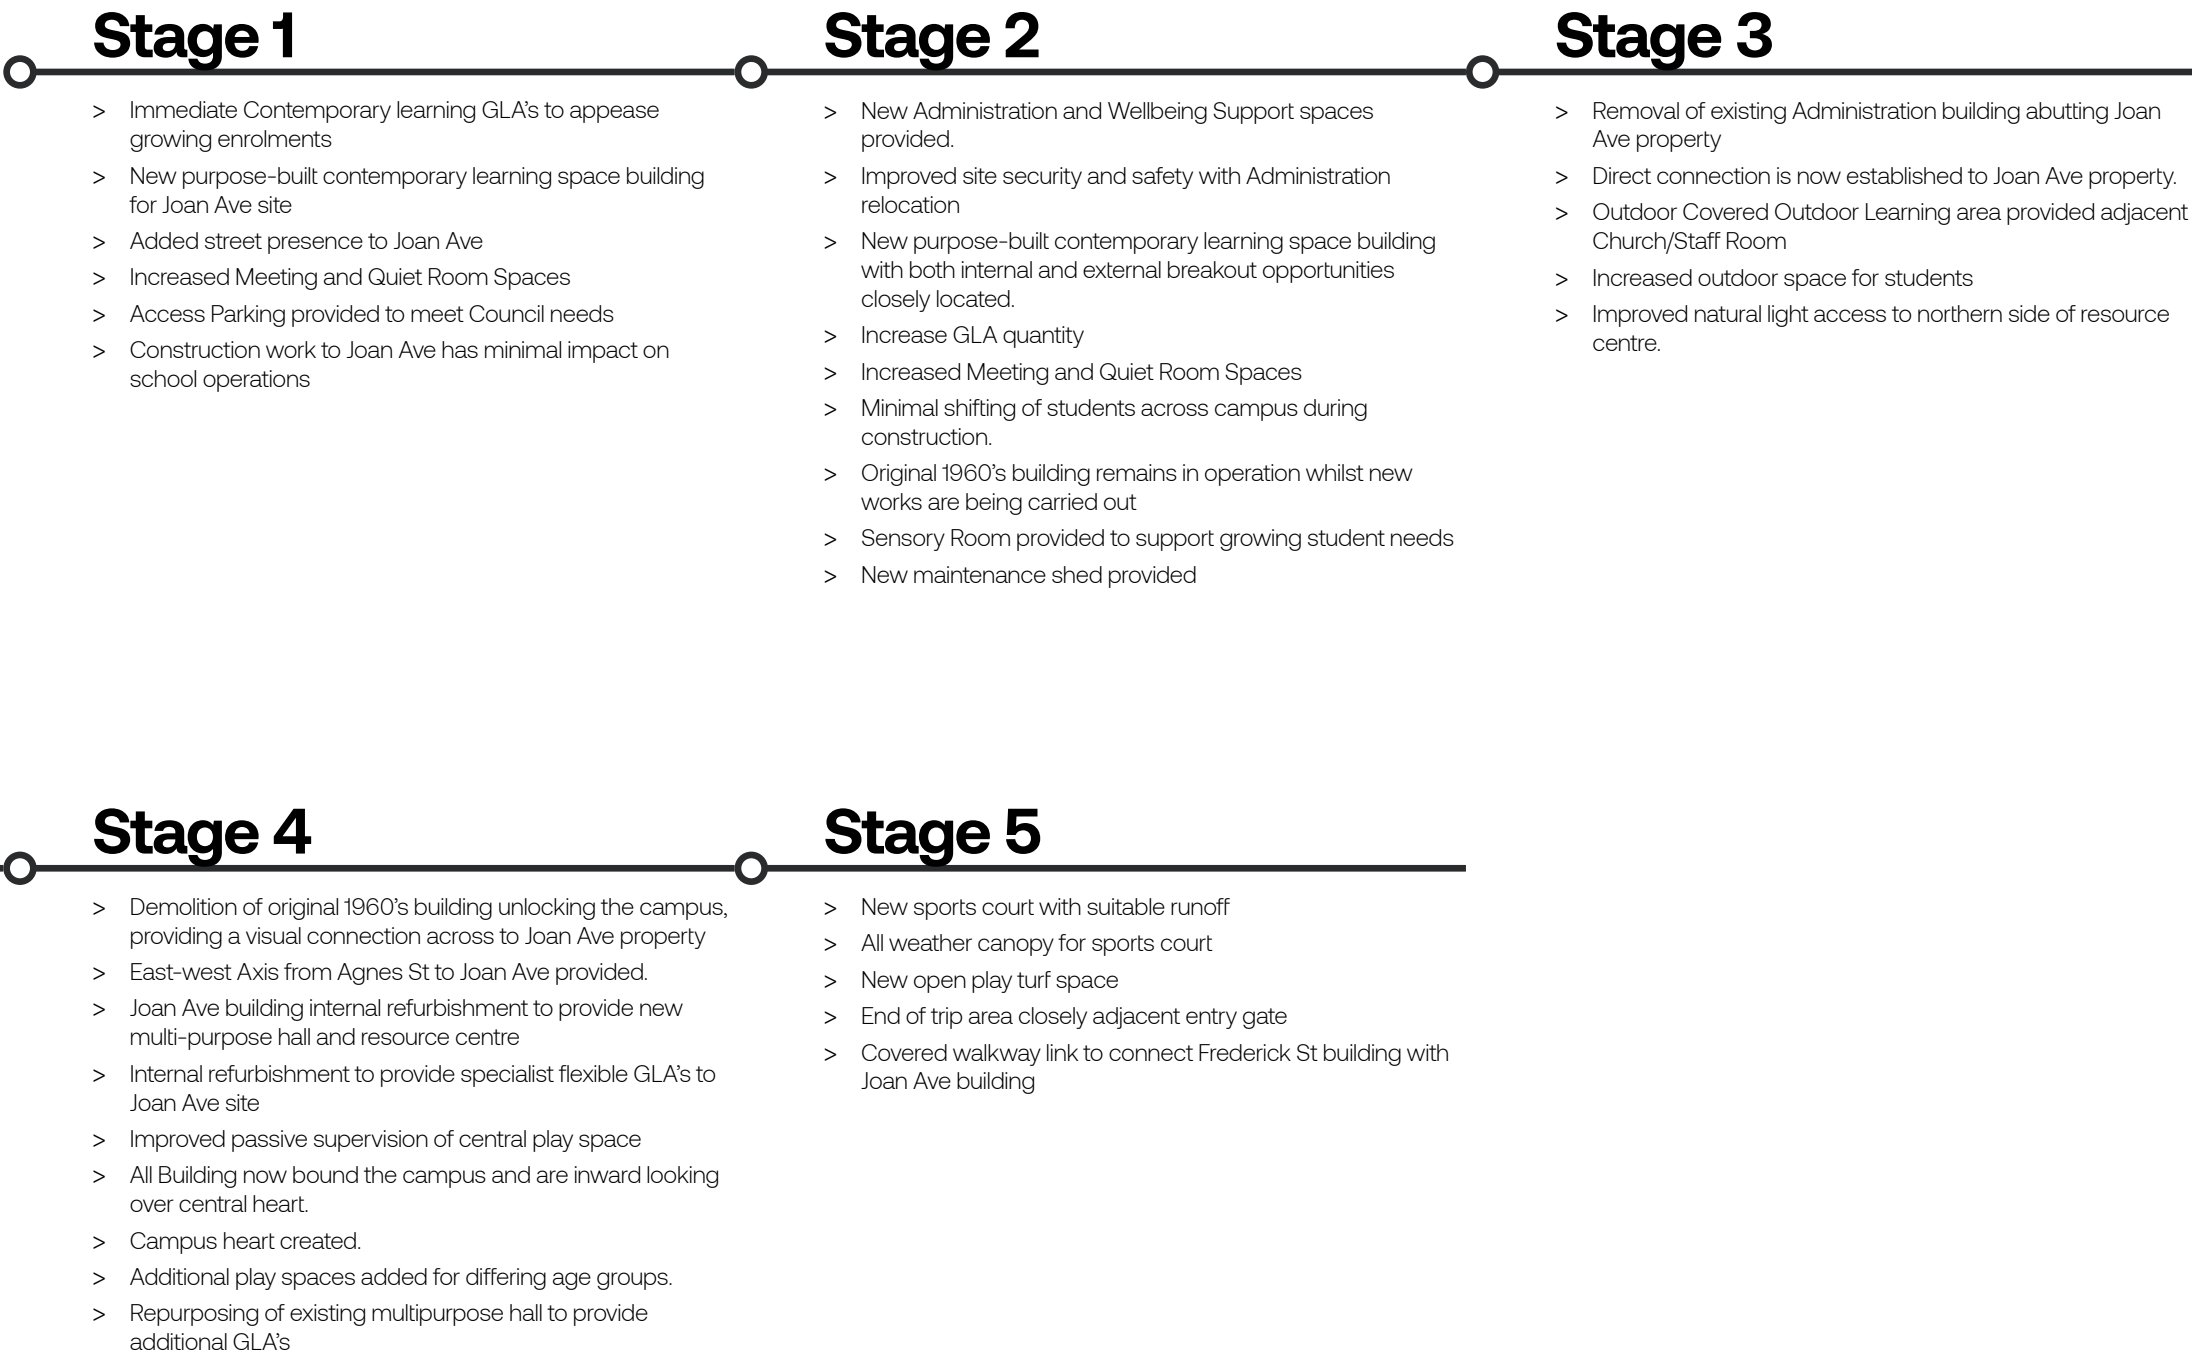 Stage 1
> Immediate Contemporary learning GLA’s to appease
growing enrolments
> New purpose-built contemporary learning space building
for Joan Ave site
> Added street presence to Joan Ave
> Increased Meeting and Quiet Room Spaces
> Access Parking provided to meet Council needs
> Construction work to Joan Ave has minimal impact on
school operations
Stage 2
> New Administration and Wellbeing Support spaces
provided.
> Improved site security and safety with Administration
relocation
> New purpose-built contemporary learning space building
with both internal and external breakout opportunities
closely located.
> Increase GLA quantity
> Increased Meeting and Quiet Room Spaces
> Minimal shifting of students across campus during
construction.
> Original 1960’s building remains in operation whilst new
works are being carried out
> Sensory Room provided to support growing student needs
> New maintenance shed provided
Stage 3
> Removal of existing Administration building abutting Joan
Ave property
> Direct connection is now established to Joan Ave property.
> Outdoor Covered Outdoor Learning area provided adjacent
Church/Staff Room
> Increased outdoor space for students
> Improved natural light access to northern side of resource
centre.
Stage 4
> Demolition of original 1960’s building unlocking the campus,
providing a visual connection across to Joan Ave property
> East-west Axis from Agnes St to Joan Ave provided.
> Joan Ave building internal refurbishment to provide new
multi-purpose hall and resource centre
> Internal refurbishment to provide specialist flexible GLA’s to
Joan Ave site
> Improved passive supervision of central play space
> All Building now bound the campus and are inward looking
over central heart.
> Campus heart created.
> Additional play spaces added for differing age groups.
> Repurposing of existing multipurpose hall to provide
additional GLA’s
Stage 5
> New sports court with suitable runoff
> All weather canopy for sports court
> New open play turf space
> End of trip area closely adjacent entry gate
> Covered walkway link to connect Frederick St building with
Joan Ave building